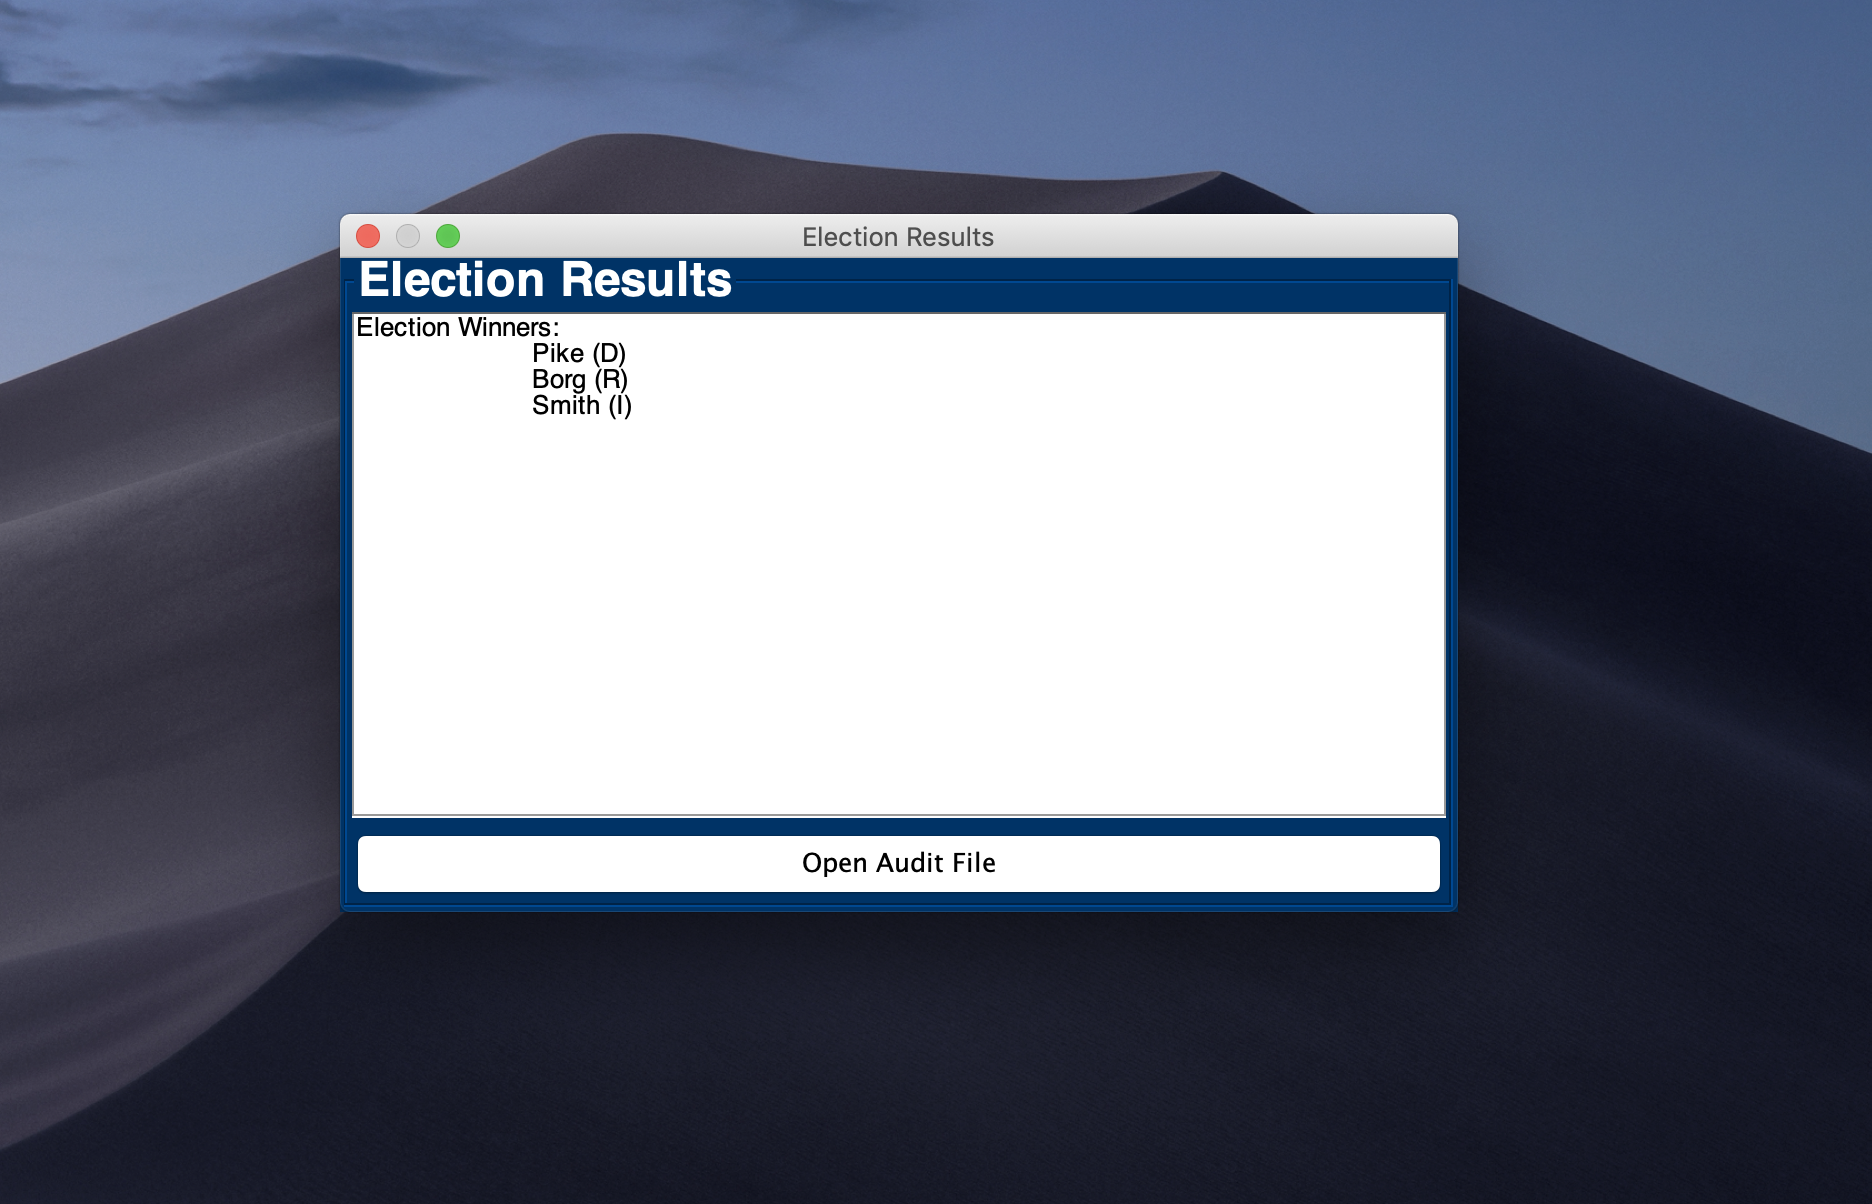 Election Results
Election Results
Election Winners:
Pike (D)
Borg (R)
Smith (I)
Open Audit File